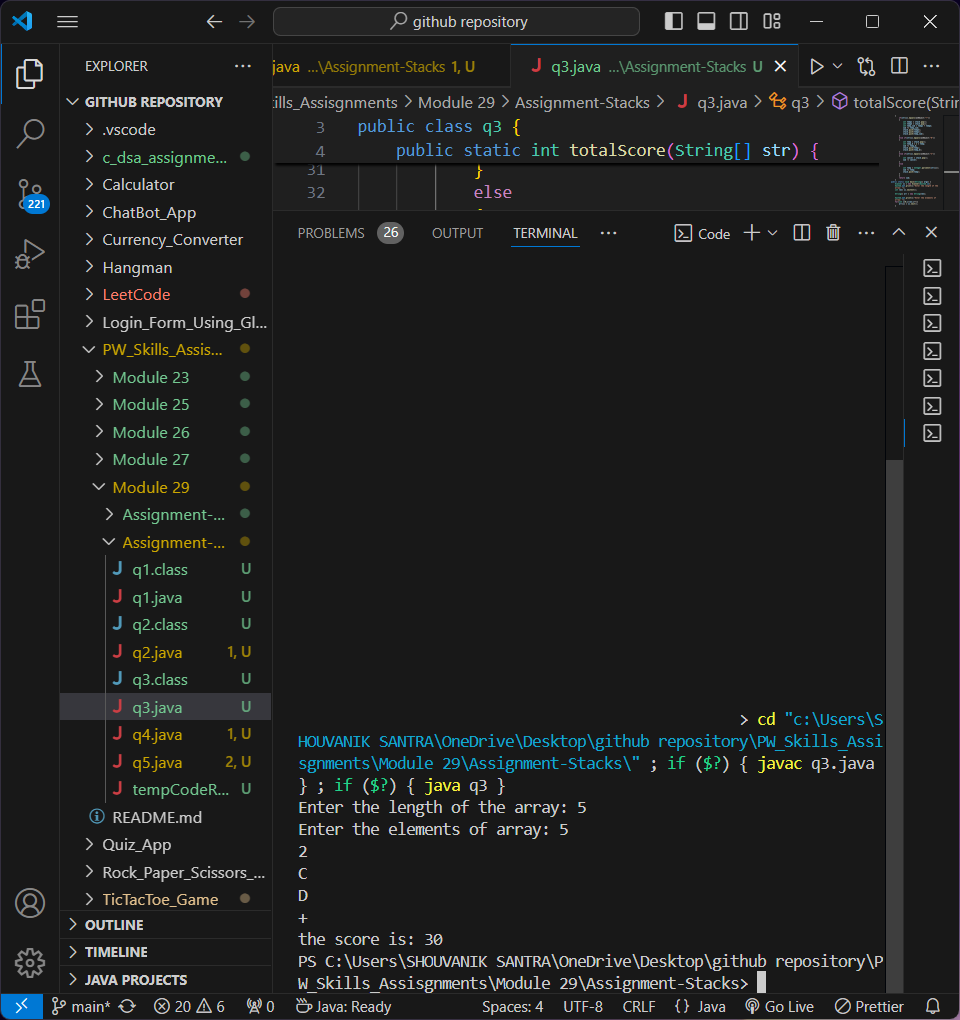 github repository
EXPLORER
GITHUB REPOSITORY
.vscode
c_dsa_assignme...
Calculator
ChatBot_App
Currency_Converter
Hangman
LeetCode
Login_Form_Using_Gl...
PW_Skills_Assis...
Module 23
Module 25
Module 26
Module 27
Module 29
Assignment-...
Assignment-...
q1.class U
q1.java U
q2.class U
q2.java 1, U
q3.class U
q3.java U
q4.java 1, U
q5.java 2, U
tempCodeR... U
README.md
Quiz_App
Rock_Paper_Scissors_...
TicTacToe_Game
OUTLINE
TIMELINE
JAVA PROJECTS
221
java ...\Assignment-Stacks 1, U
q3.java ...\Assignment-Stacks U
ills_Assisgnments > Module 29 > Assignment-Stacks > q3.java > q3 > totalScore(Strin
3 public class q3 {
4 public static int totalScore(String[] str) {
31 }
32 else
PROBLEMS 26 OUTPUT TERMINAL Code
> cd "c:\Users\S
HOUVANIK SANTRA\OneDrive\Desktop\github repository\PW_Skills_Assi
sgnments\Module 29\Assignment-Stacks\" ; if ($?) { javac q3.java
} ; if ($?) { java q3 }
Enter the length of the array: 5
Enter the elements of array: 5
2
C
D
+
the score is: 30
PS C:\Users\SHOUVANIK SANTRA\OneDrive\Desktop\github repository\P
W_Skills_Assisgnments\Module 29\Assignment-Stacks>
main* 20 6 0 Java: Ready Spaces: 4 UTF-8 CRLF {} Java Go Live Prettier